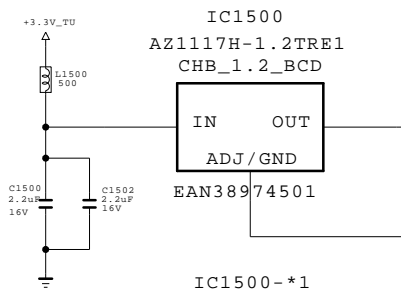 IC1500
+3.3V_TU
AZ1117H-1.2TRE1
CHB_1.2_BCD
L1500
500
IN OUT
ADJ/GND
C1500
2.2uF
16V
C1502
2.2uF
16V
EAN38974501
IC1500-*1